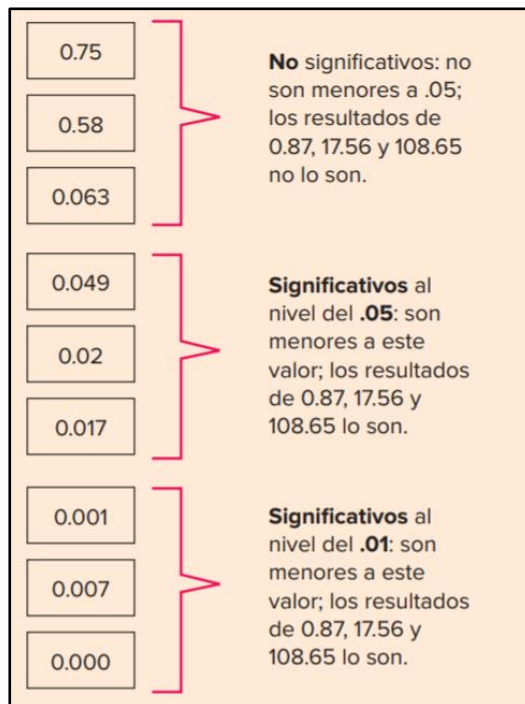 0.75
0.58
0.063
No significativos: no
son menores a .05;
los resultados de
0.87, 17.56 y 108.65
no lo son.
0.049
0.02
0.017
Significativos al
nivel del .05: son
menores a este
valor; los resultados
de 0.87, 17.56 y
108.65 lo son.
0.001
0.007
0.000
Significativos al
nivel del .01: son
menores a este
valor; los resultados
de 0.87, 17.56 y
108.65 lo son.